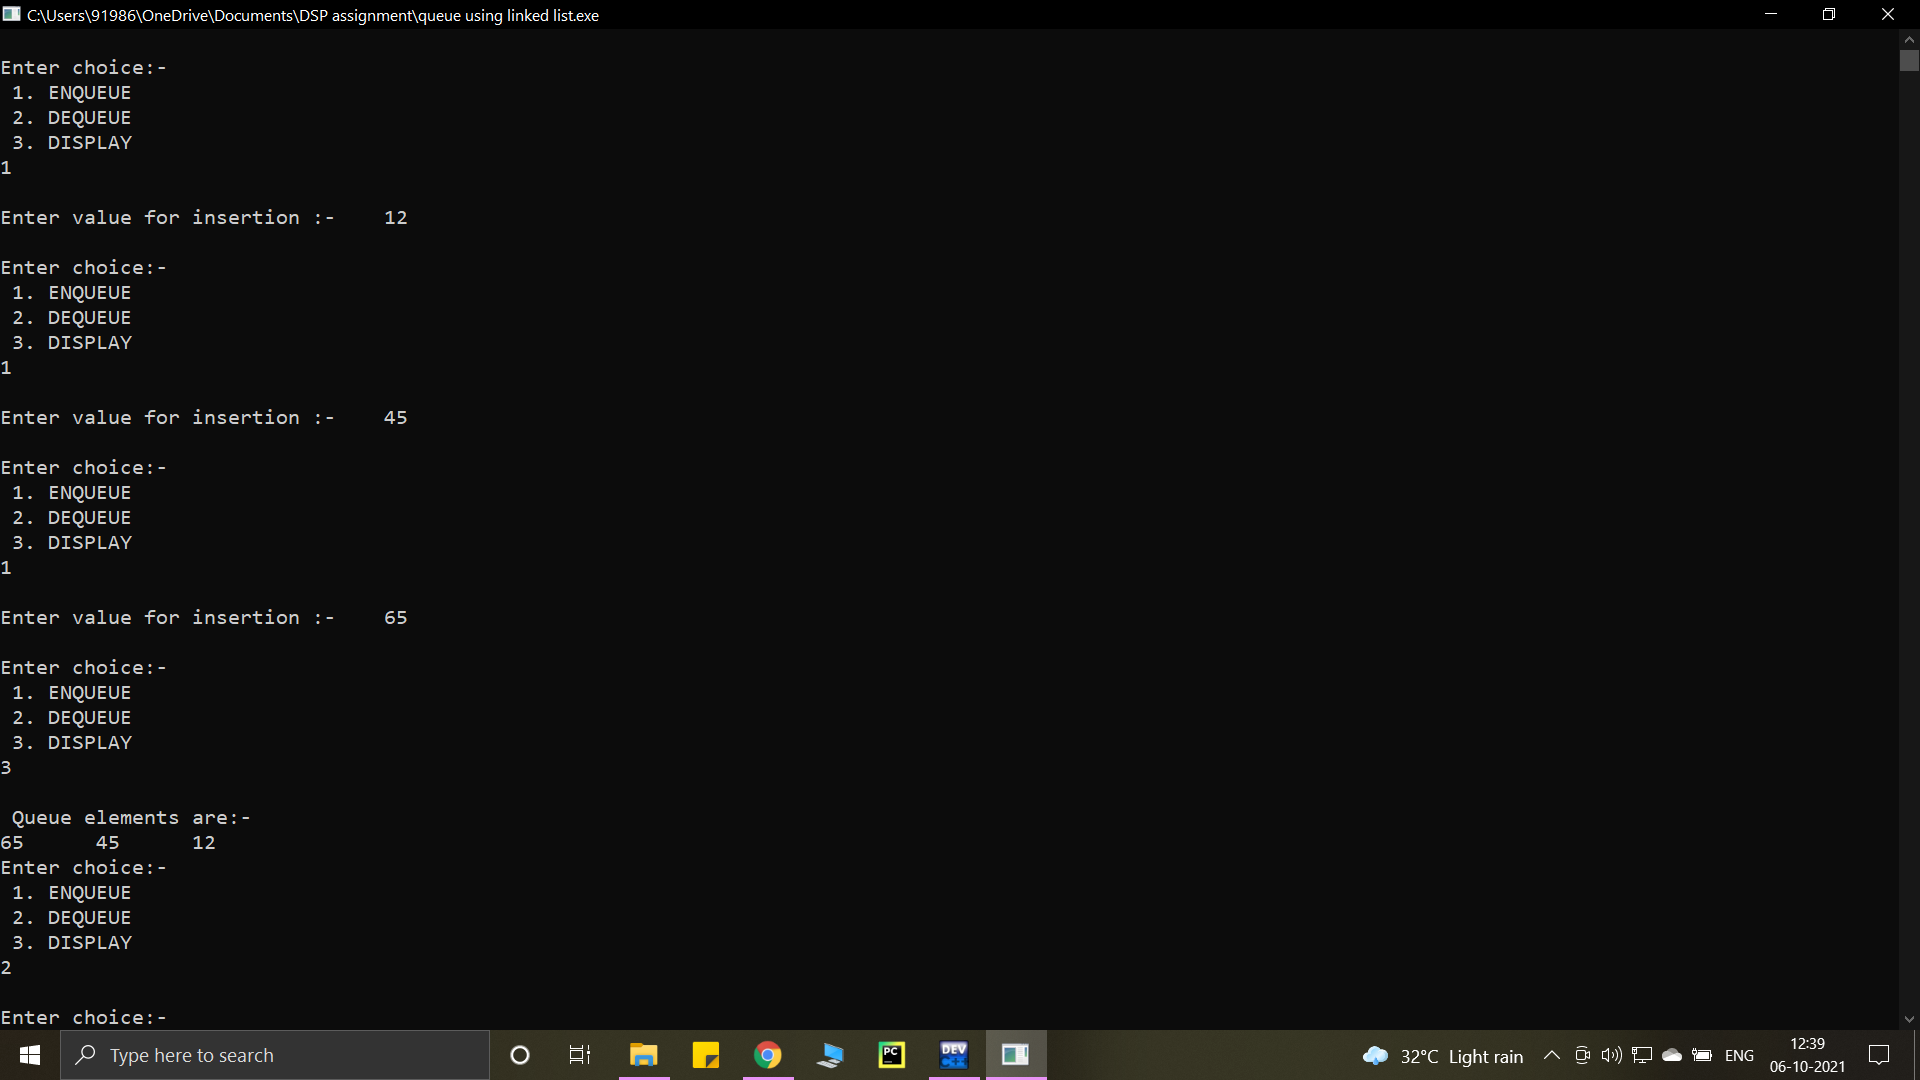 C:\Users\91986\OneDrive\Documents\DSP assignment\queue using linked list.exe
Enter choice:-
1. ENQUEUE
2. DEQUEUE
3. DISPLAY
1
Enter value for insertion :-    12
Enter choice:-
1. ENQUEUE
2. DEQUEUE
3. DISPLAY
1
Enter value for insertion :-    45
Enter choice:-
1. ENQUEUE
2. DEQUEUE
3. DISPLAY
1
Enter value for insertion :-    65
Enter choice:-
1. ENQUEUE
2. DEQUEUE
3. DISPLAY
3
Queue elements are:-
65      45      12
Enter choice:-
1. ENQUEUE
2. DEQUEUE
3. DISPLAY
2
Enter choice:-
Type here to search
PC
DEV
C++
32°C Light rain
ENG
12:39
06-10-2021